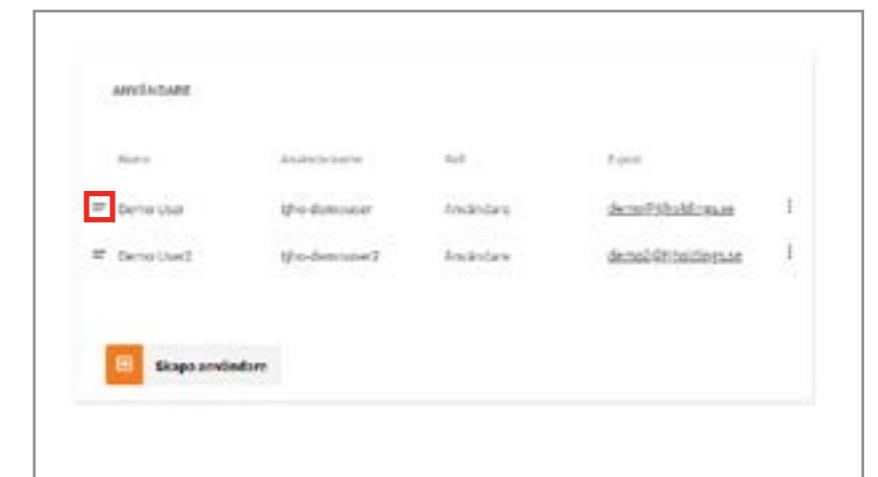 ANVÄNDARE
Namn Användarnamn Roll E-post
Demo User tjho-demouser Användare demo@tjholdings.se
Demo User2 tjho-demouser2 Användare demo2@tjholdings.se
Skapa användare